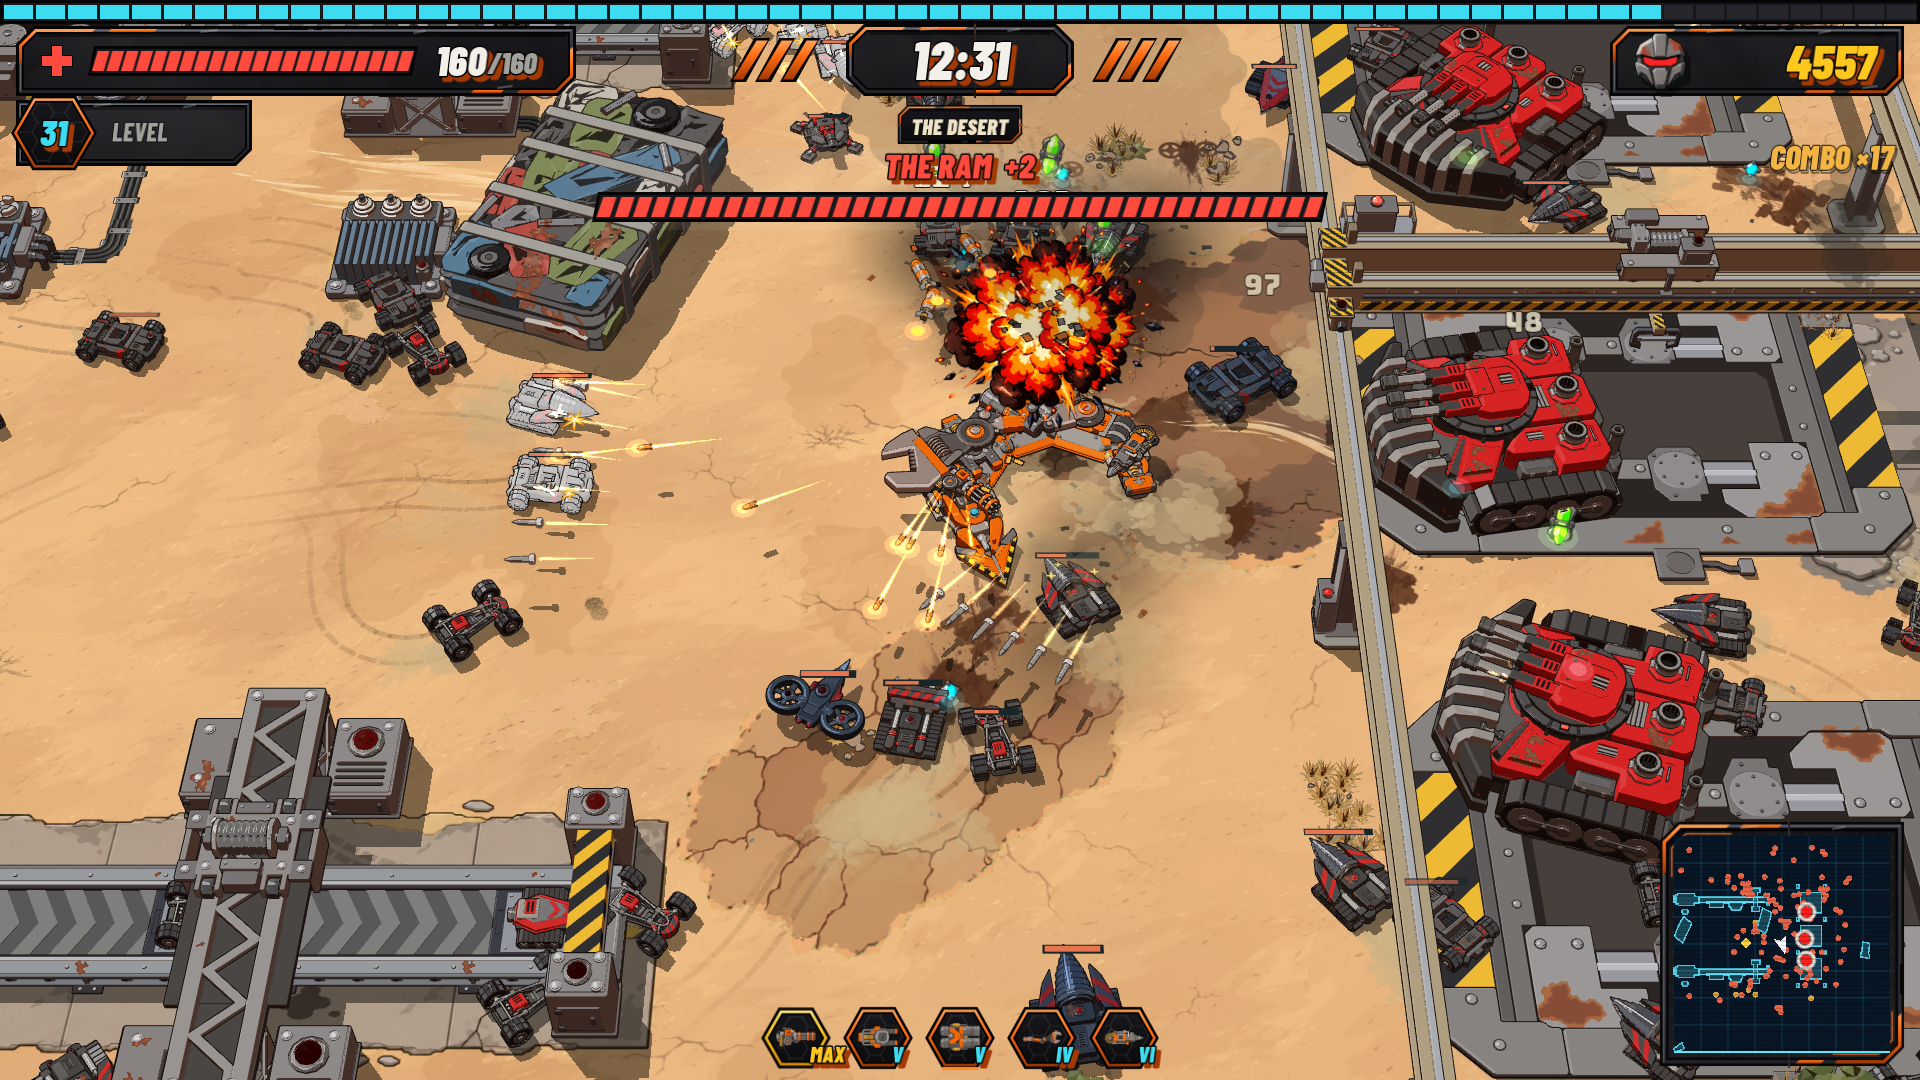 160/160
12:31
4557
31 LEVEL
THE DESERT
COMBO ×17
THE RAM +2
97
48
MAX V V IV VI